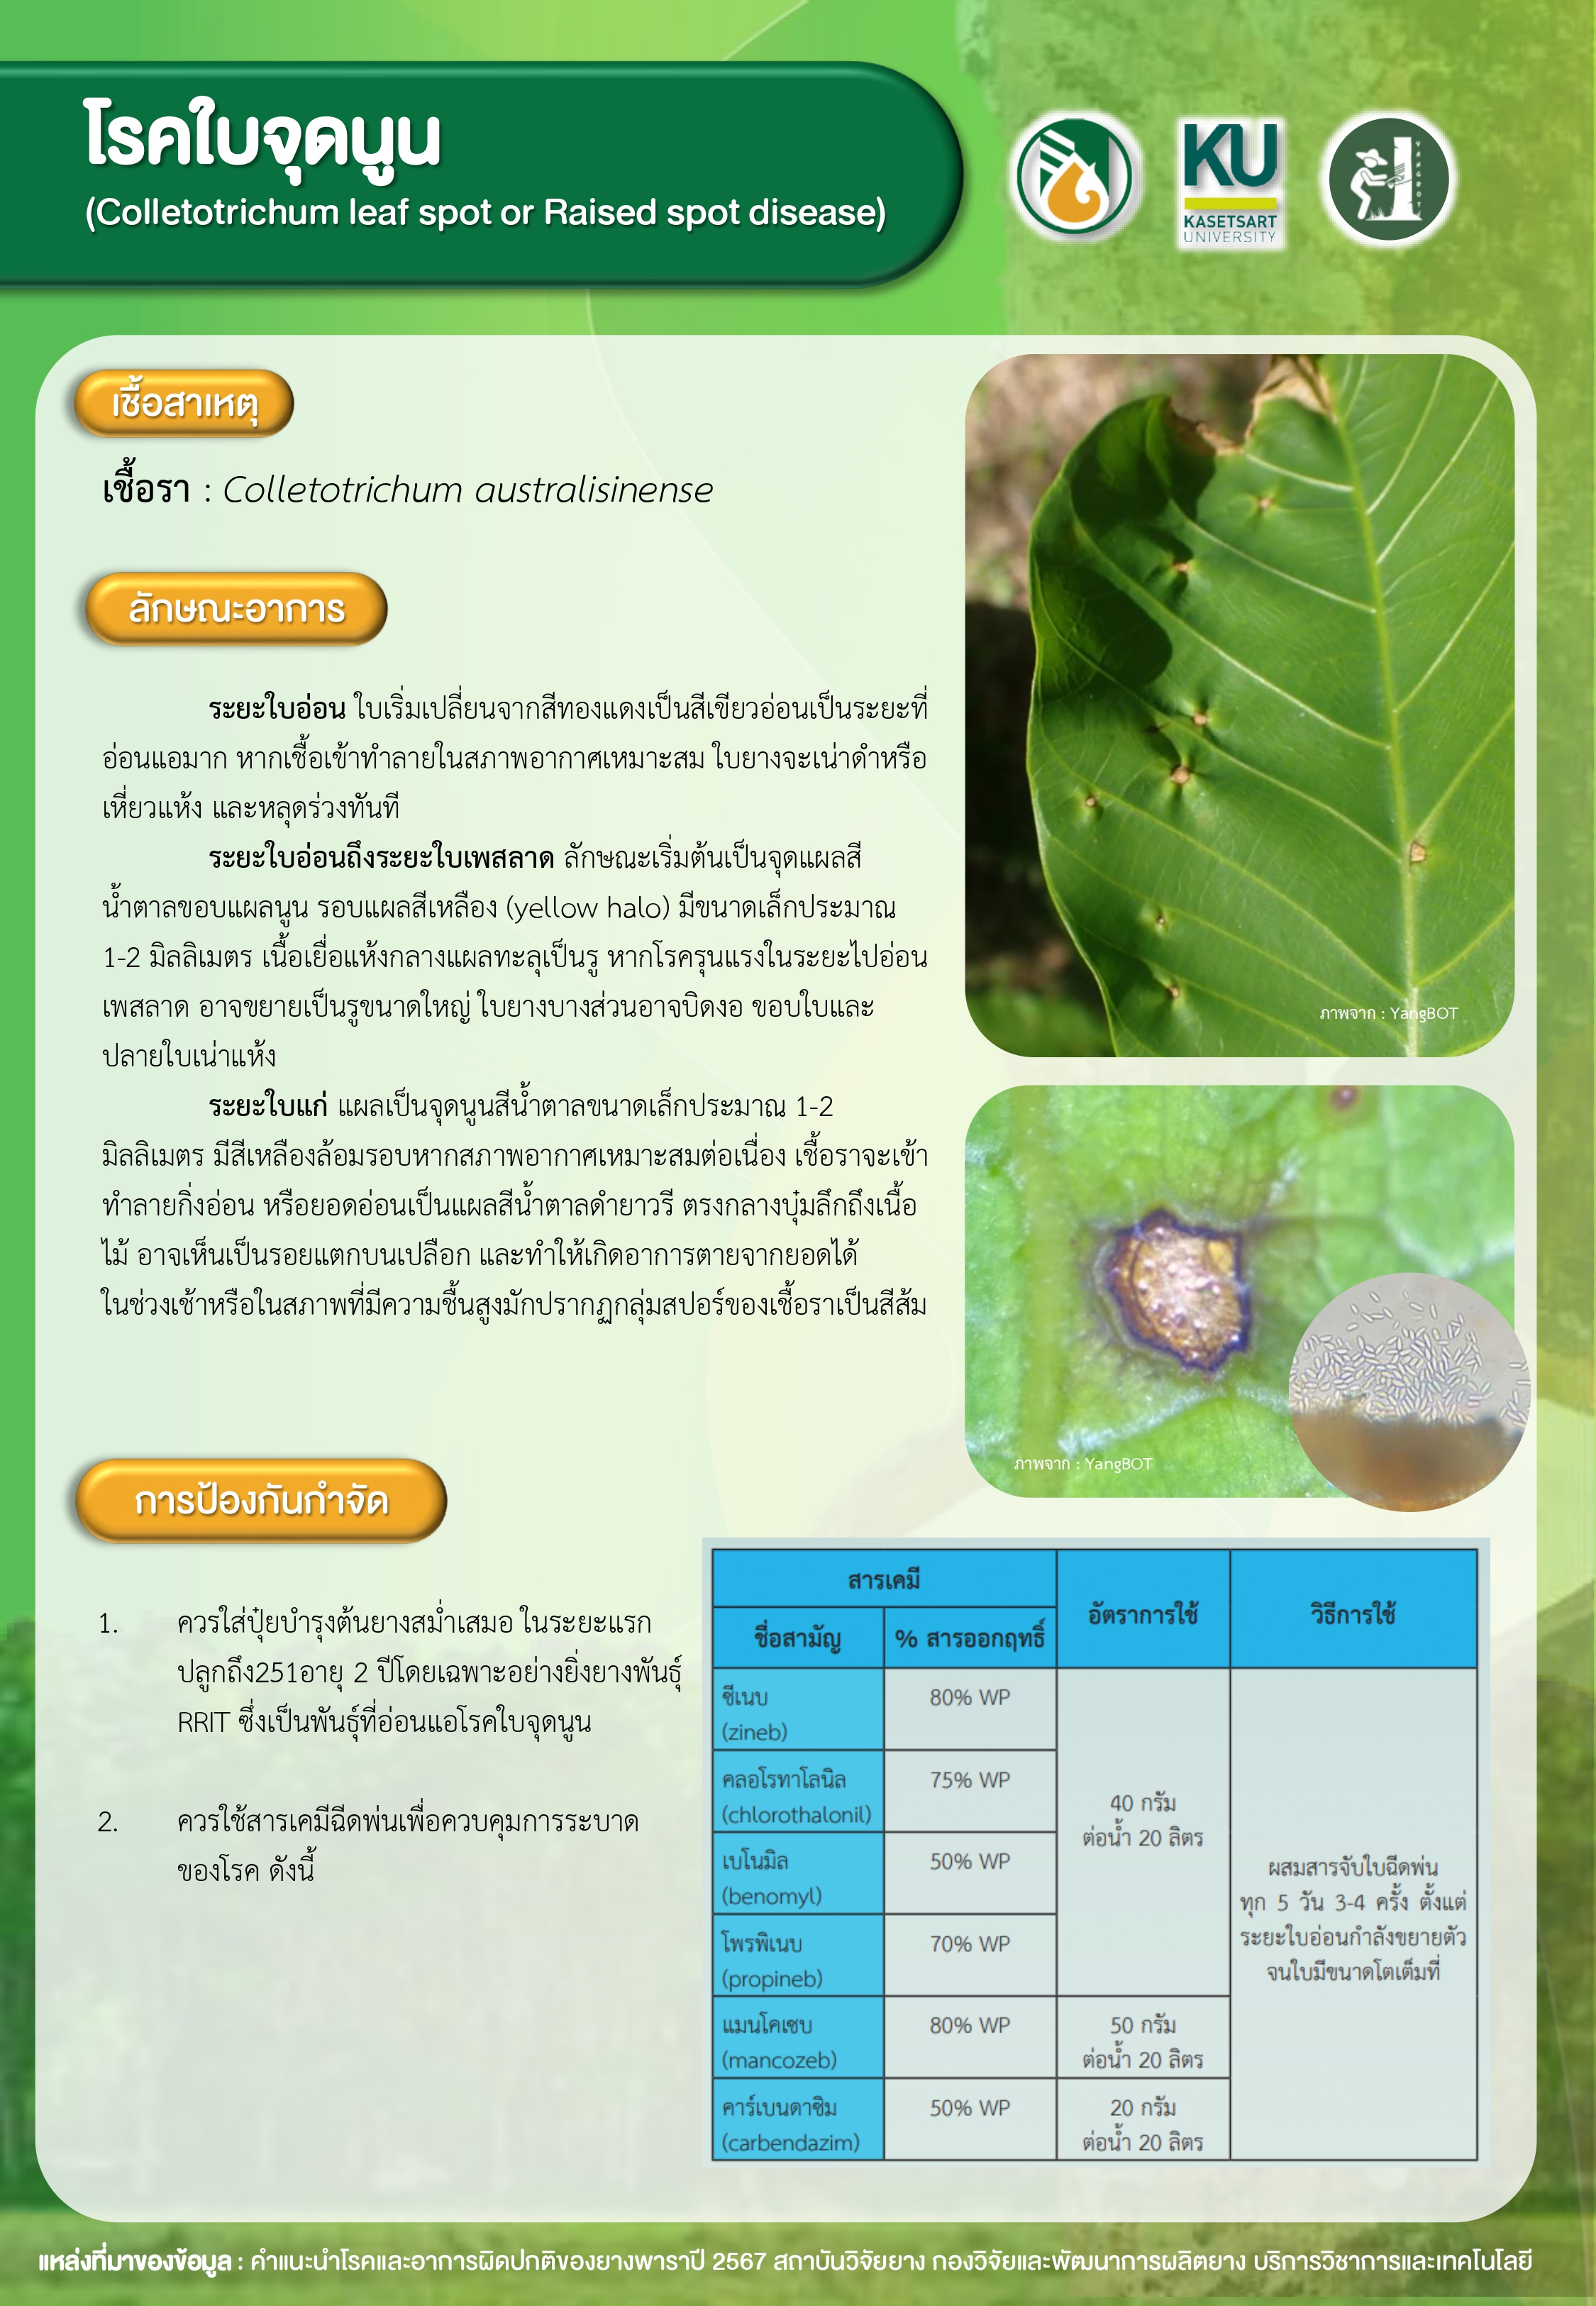 โรคใบจุดนูน
(Colletotrichum leaf spot or Raised spot disease)
KU
KASETSART
UNIVERSITY
YANGBOT
เชื้อสาเหตุ
เชื้อรา : Colletotrichum australisinense
ลักษณะอาการ
ระยะใบอ่อน ใบเริ่มเปลี่ยนจากสีทองแดงเป็นสีเขียวอ่อนเป็นระยะที่
อ่อนแอมาก หากเชื้อเข้าทำลายในสภาพอากาศเหมาะสม ใบยางจะเน่าดำหรือ
เหี่ยวแห้ง และหลุดร่วงทันที
ระยะใบอ่อนถึงระยะใบเพสลาด ลักษณะเริ่มต้นเป็นจุดแผลสี
น้ำตาลขอบแผลนูน รอบแผลสีเหลือง (yellow halo) มีขนาดเล็กประมาณ
1-2 มิลลิเมตร เนื้อเยื่อแห้งกลางแผลทะลุเป็นรู หากโรครุนแรงในระยะไปอ่อน
เพสลาด อาจขยายเป็นรูขนาดใหญ่ ใบยางบางส่วนอาจบิดงอ ขอบใบและ
ปลายใบเน่าแห้ง
ระยะใบแก่ แผลเป็นจุดนูนสีน้ำตาลขนาดเล็กประมาณ 1-2
มิลลิเมตร มีสีเหลืองล้อมรอบหากสภาพอากาศเหมาะสมต่อเนื่อง เชื้อราจะเข้า
ทำลายกิ่งอ่อน หรือยอดอ่อนเป็นแผลสีน้ำตาลดำยาวรี ตรงกลางบุ๋มลึกถึงเนื้อ
ไม้ อาจเห็นเป็นรอยแตกบนเปลือก และทำให้เกิดอาการตายจากยอดได้
ในช่วงเช้าหรือในสภาพที่มีความชื้นสูงมักปรากฏกลุ่มสปอร์ของเชื้อราเป็นสีส้ม
ภาพจาก : YangBOT
ภาพจาก : YangBOT
การป้องกันกำจัด
1. ควรใส่ปุ๋ยบำรุงต้นยางสม่ำเสมอ ในระยะแรก
ปลูกถึง251อายุ 2 ปีโดยเฉพาะอย่างยิ่งยางพันธุ์
RRIT ซึ่งเป็นพันธุ์ที่อ่อนแอโรคใบจุดนูน
2. ควรใช้สารเคมีฉีดพ่นเพื่อควบคุมการระบาด
ของโรค ดังนี้
สารเคมี
อัตราการใช้
วิธีการใช้
ชื่อสามัญ
% สารออกฤทธิ์
ซีเนบ
(zineb)
80% WP
คลอโรทาโลนิล
(chlorothalonil)
75% WP
เบโนมิล
(benomyl)
50% WP
โพรพิเนบ
(propineb)
70% WP
40 กรัม
ต่อน้ำ 20 ลิตร
แมนโคเซบ
(mancozeb)
80% WP
50 กรัม
ต่อน้ำ 20 ลิตร
คาร์เบนดาซิม
(carbendazim)
50% WP
20 กรัม
ต่อน้ำ 20 ลิตร
ผสมสารจับใบฉีดพ่น
ทุก 5 วัน 3-4 ครั้ง ตั้งแต่
ระยะใบอ่อนกำลังขยายตัว
จนใบมีขนาดโตเต็มที่
แหล่งที่มาของข้อมูล : คำแนะนำโรคและอาการผิดปกติของยางพาราปี 2567 สถาบันวิจัยยาง กองวิจัยและพัฒนาการผลิตยาง บริการวิชาการและเทคโนโลยี